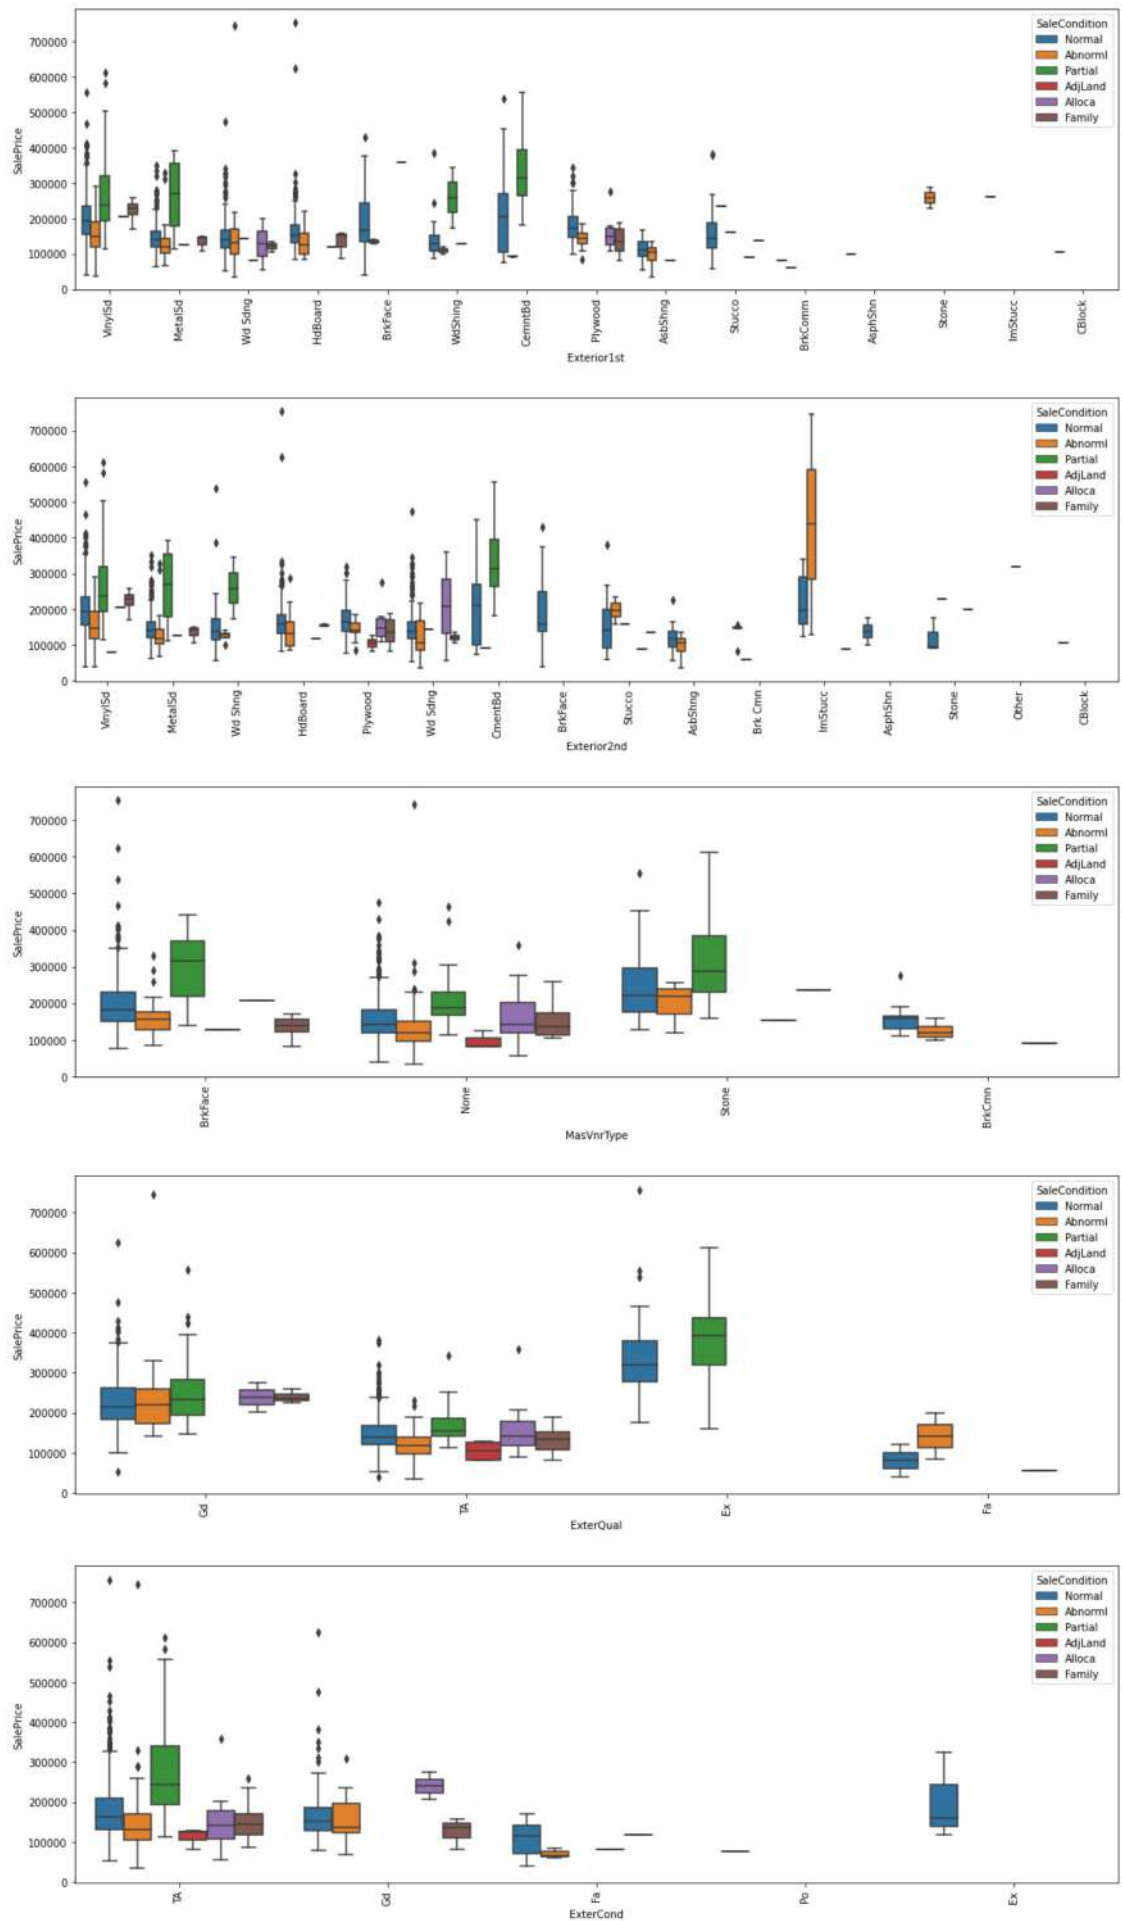 SaleCondition
Normal
Abnorml
Partial
AdjLand
Alloca
Family
700000
600000
500000
400000
300000
200000
100000
0
SalePrice
VinylSd
MetalSd
Wd Sdng
HdBoard
BrkFace
WdShing
CemntBd
Plywood
AsbShng
Stucco
BrkComm
AsphShn
Stone
ImStucc
CBlock
Exterior1st
SaleCondition
Normal
Abnorml
Partial
AdjLand
Alloca
Family
700000
600000
500000
400000
300000
200000
100000
0
SalePrice
VinylSd
MetalSd
Wd Shng
HdBoard
Plywood
Wd Sdng
CmentBd
BrkFace
Stucco
AsbShng
Brk Cmn
ImStucc
AsphShn
Stone
Other
CBlock
Exterior2nd
SaleCondition
Normal
Abnorml
Partial
AdjLand
Alloca
Family
700000
600000
500000
400000
300000
200000
100000
0
SalePrice
BrkFace
None
Stone
BrkCmn
MasVnrType
SaleCondition
Normal
Abnorml
Partial
AdjLand
Alloca
Family
700000
600000
500000
400000
300000
200000
100000
0
SalePrice
Gd
TA
Ex
Fa
ExterQual
SaleCondition
Normal
Abnorml
Partial
AdjLand
Alloca
Family
700000
600000
500000
400000
300000
200000
100000
0
SalePrice
TA
Gd
Fa
Po
Ex
ExterCond